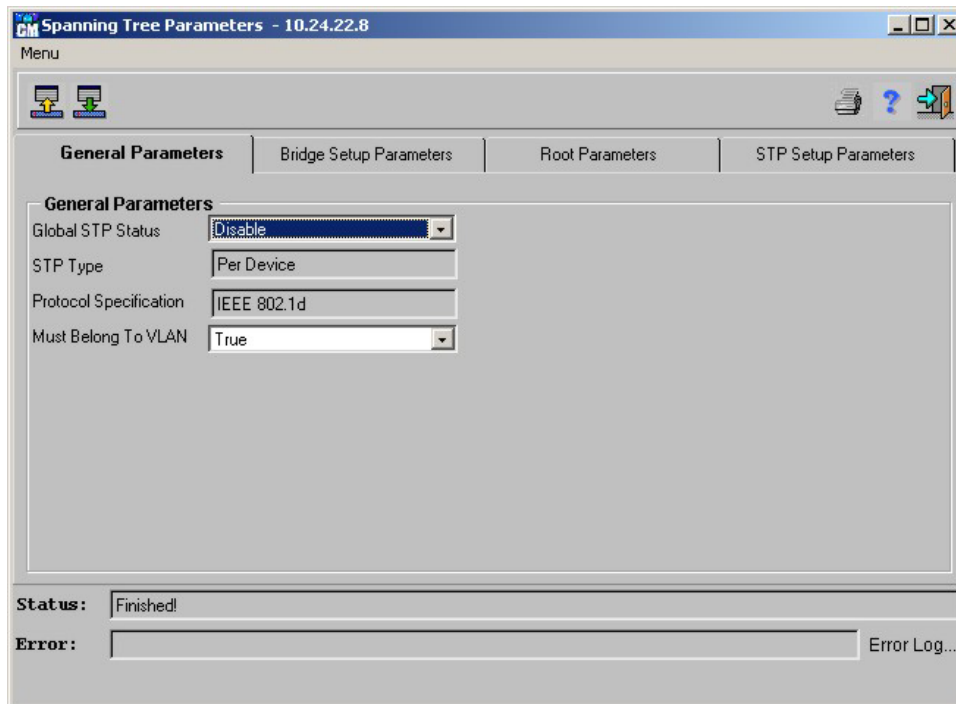 CM Spanning Tree Parameters - 10.24.22.8
Menu
?
General Parameters
Bridge Setup Parameters
Root Parameters
STP Setup Parameters
General Parameters
Global STP Status
Disable
STP Type
Per Device
Protocol Specification
IEEE 802.1d
Must Belong To VLAN
True
Status:
Finished!
Error:
Error Log...